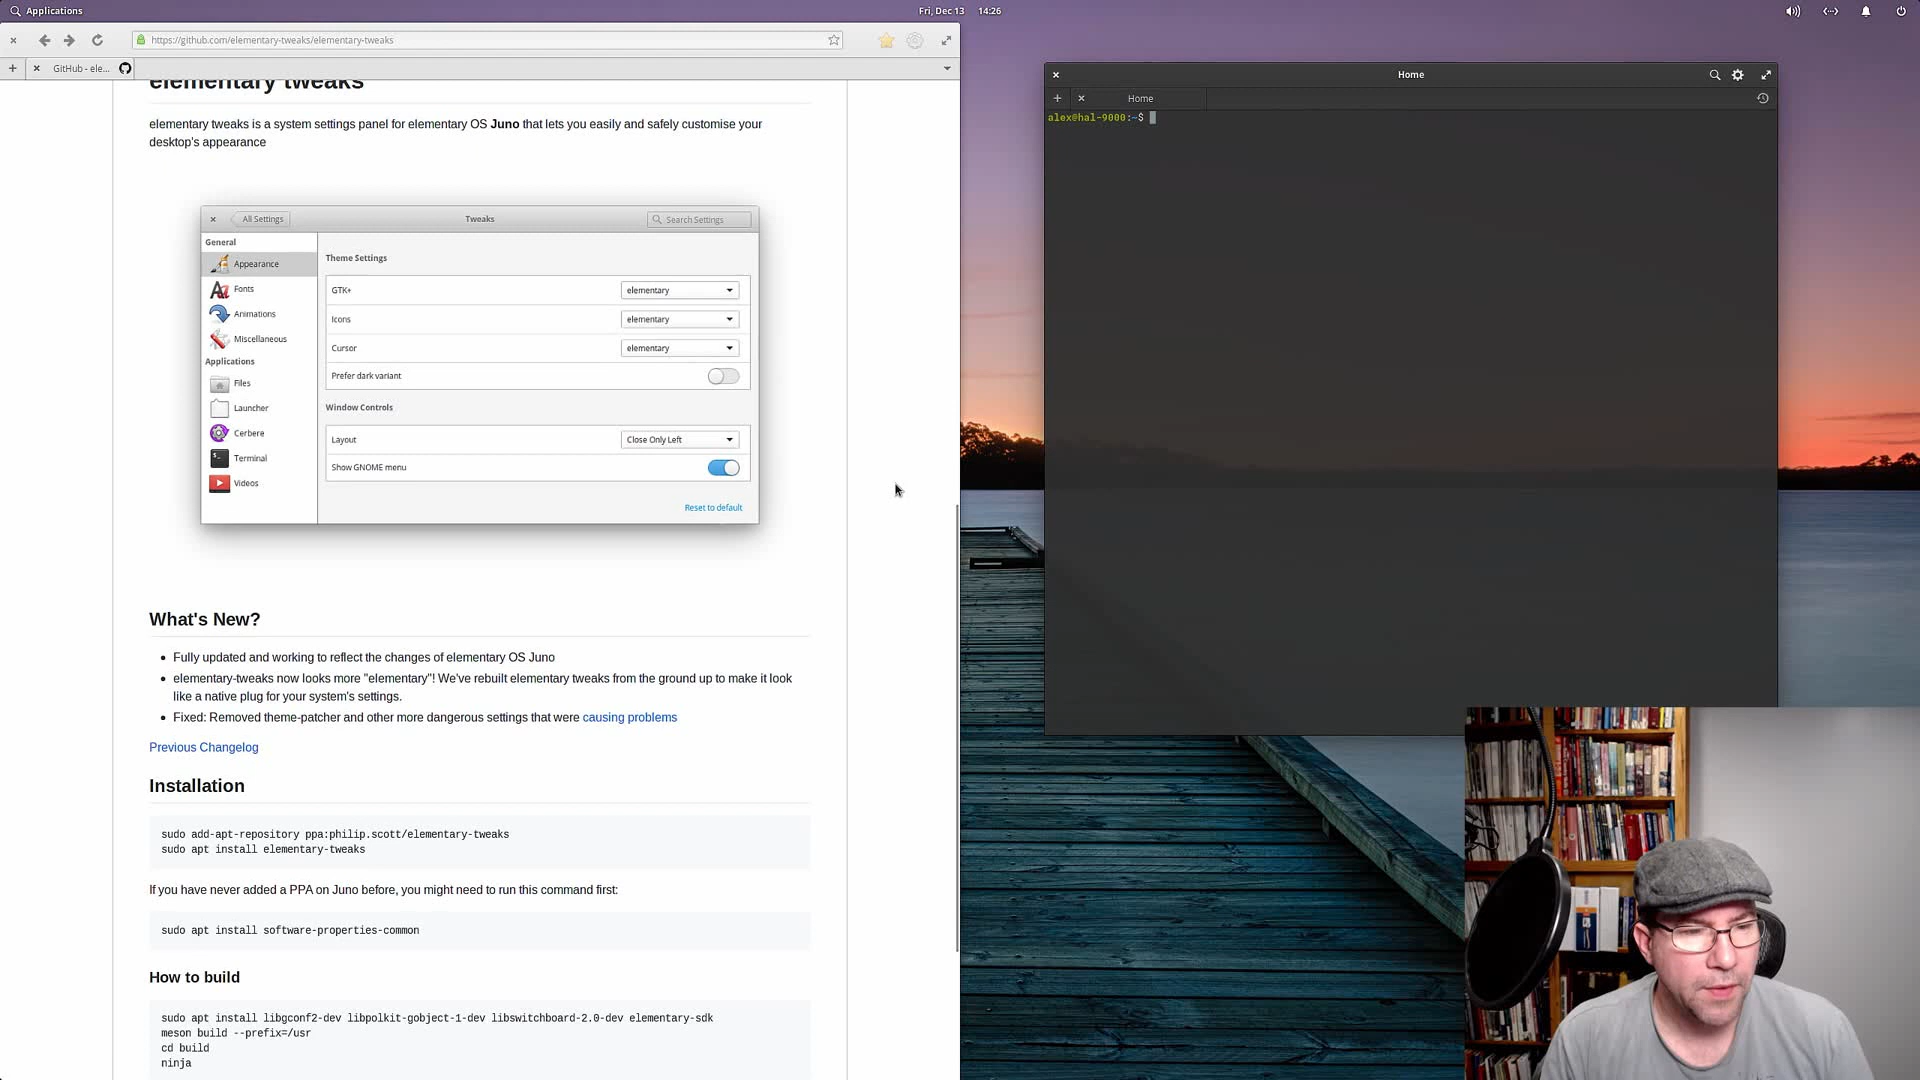 Applications
Fri, Dec 13 14:26
https://github.com/elementary-tweaks/elementary-tweaks
GitHub - ele...
elementary tweaks
elementary tweaks is a system settings panel for elementary OS Juno that lets you easily and safely customise your
desktop's appearance
All Settings
Tweaks
Search Settings
General
Appearance
Fonts
Animations
Miscellaneous
Applications
Files
Launcher
Cerbere
Terminal
Videos
Theme Settings
GTK+ elementary
Icons elementary
Cursor elementary
Prefer dark variant
Window Controls
Layout Close Only Left
Show GNOME menu
Reset to default
What's New?
Fully updated and working to reflect the changes of elementary OS Juno
elementary-tweaks now looks more "elementary"! We've rebuilt elementary tweaks from the ground up to make it look
like a native plug for your system's settings.
Fixed: Removed theme-patcher and other more dangerous settings that were causing problems
Previous Changelog
Installation
sudo add-apt-repository ppa:philip.scott/elementary-tweaks
sudo apt install elementary-tweaks
If you have never added a PPA on Juno before, you might need to run this command first:
sudo apt install software-properties-common
How to build
sudo apt install libgconf2-dev libpolkit-gobject-1-dev libswitchboard-2.0-dev elementary-sdk
meson build --prefix=/usr
cd build
ninja
Home
Home
alex@hal-9000:~$